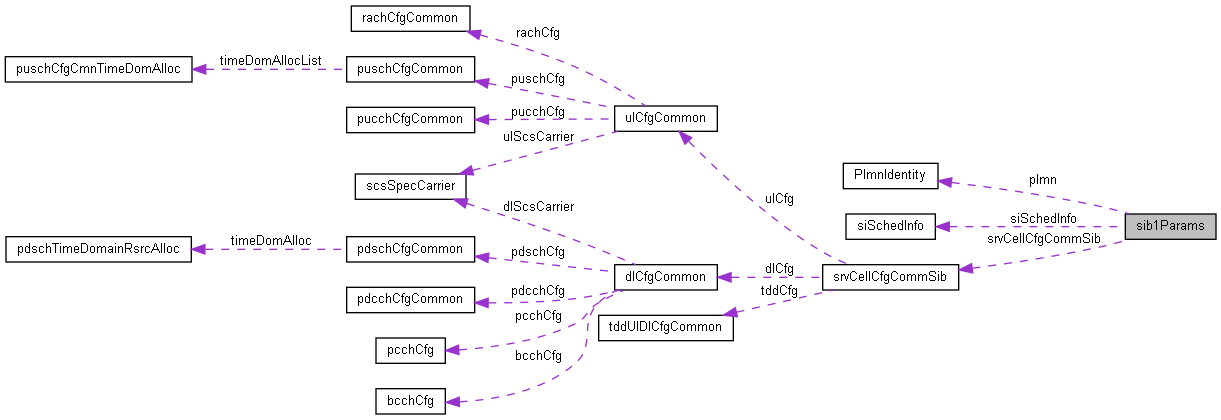 rachCfgCommon
rachCfg
puschCfgCmnTimeDomAlloc
timeDomAllocList
puschCfgCommon
puschCfg
pucchCfgCommon
pucchCfg
ulCfgCommon
ulScsCarrier
scsSpecCarrier
dlScsCarrier
ulCfg
PlmnIdentity
plmn
siSchedInfo
siSchedInfo
sib1Params
srvCellCfgCommSib
pdschTimeDomainRsrcAlloc
timeDomAlloc
pdschCfgCommon
pdschCfg
dlCfgCommon
dlCfg
srvCellCfgCommSib
pdcchCfgCommon
pdcchCfg
tddCfg
tddUlDlCfgCommon
pcchCfg
pcchCfg
bcchCfg
bcchCfg